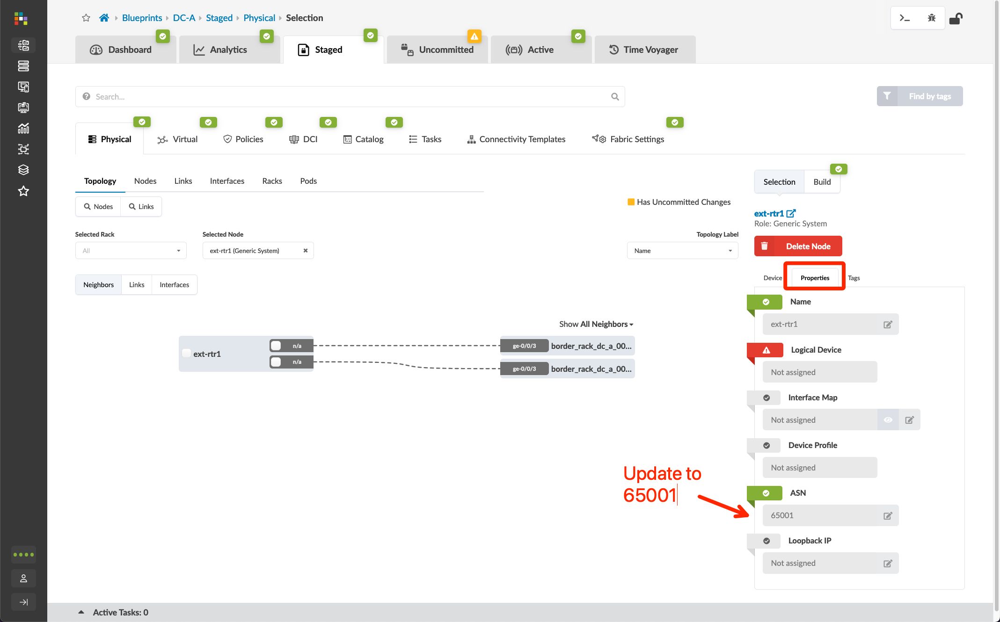 Blueprints DC-A Staged Physical Selection
Dashboard
Analytics
Staged
Uncommitted
Active
Time Voyager
Search...
Find by tags
Physical
Virtual
Policies
DCI
Catalog
Tasks
Connectivity Templates
Fabric Settings
Topology
Nodes
Links
Interfaces
Racks
Pods
Selection
Build
Nodes
Links
Has Uncommitted Changes
ext-rtr1
Role: Generic System
Selected Rack
Selected Node
Topology Label
All
ext-rtr1 (Generic System)
Name
Delete Node
Device
Properties
Tags
Neighbors
Links
Interfaces
Show All Neighbors
ext-rtr1
n/a
n/a
ge-0/0/3
border_rack_dc_a_00...
ge-0/0/3
border_rack_dc_a_00...
Name
ext-rtr1
Logical Device
Not assigned
Interface Map
Not assigned
Device Profile
Not assigned
Update to
65001
ASN
65001
Loopback IP
Not assigned
Active Tasks: 0